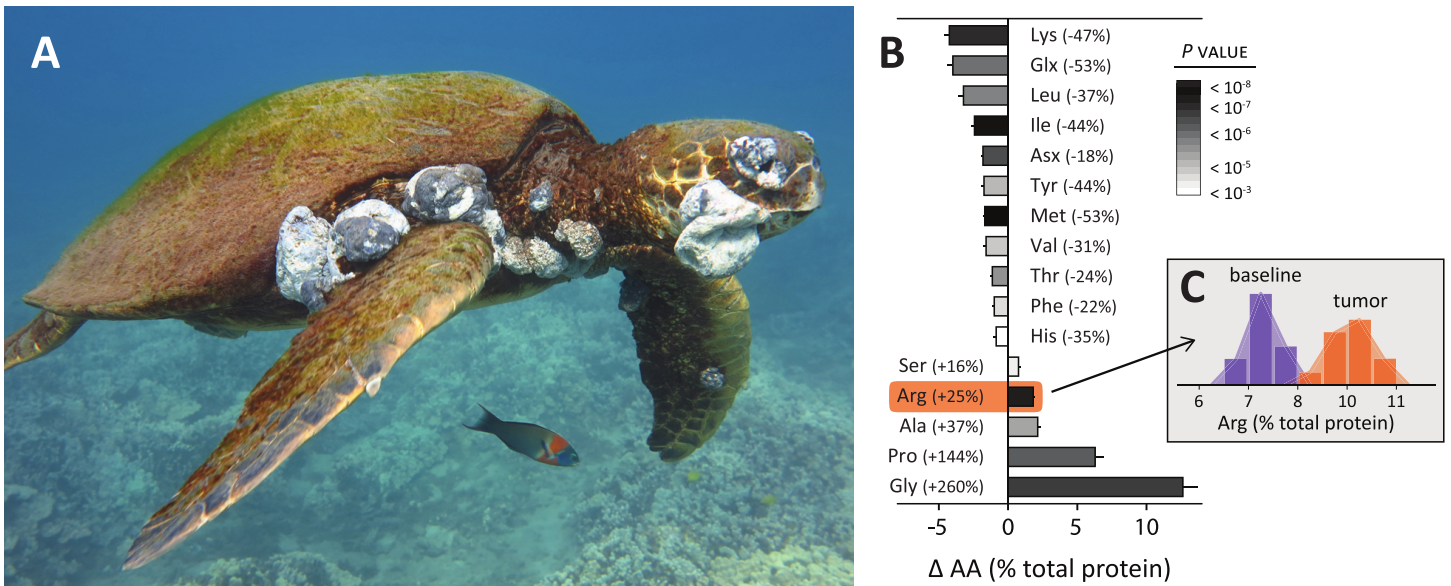 A
B
Lys (-47%)
Glx (-53%)
Leu (-37%)
Ile (-44%)
Asx (-18%)
Tyr (-44%)
Met (-53%)
Val (-31%)
Thr (-24%)
Phe (-22%)
His (-35%)
Ser (+16%)
Arg (+25%)
Ala (+37%)
Pro (+144%)
Gly (+260%)
-5 0 5 10
Δ AA (% total protein)
P VALUE
< 10-8
< 10-7
< 10-6
< 10-5
< 10-3
C
baseline
tumor
6 7 8 10 11
Arg (% total protein)